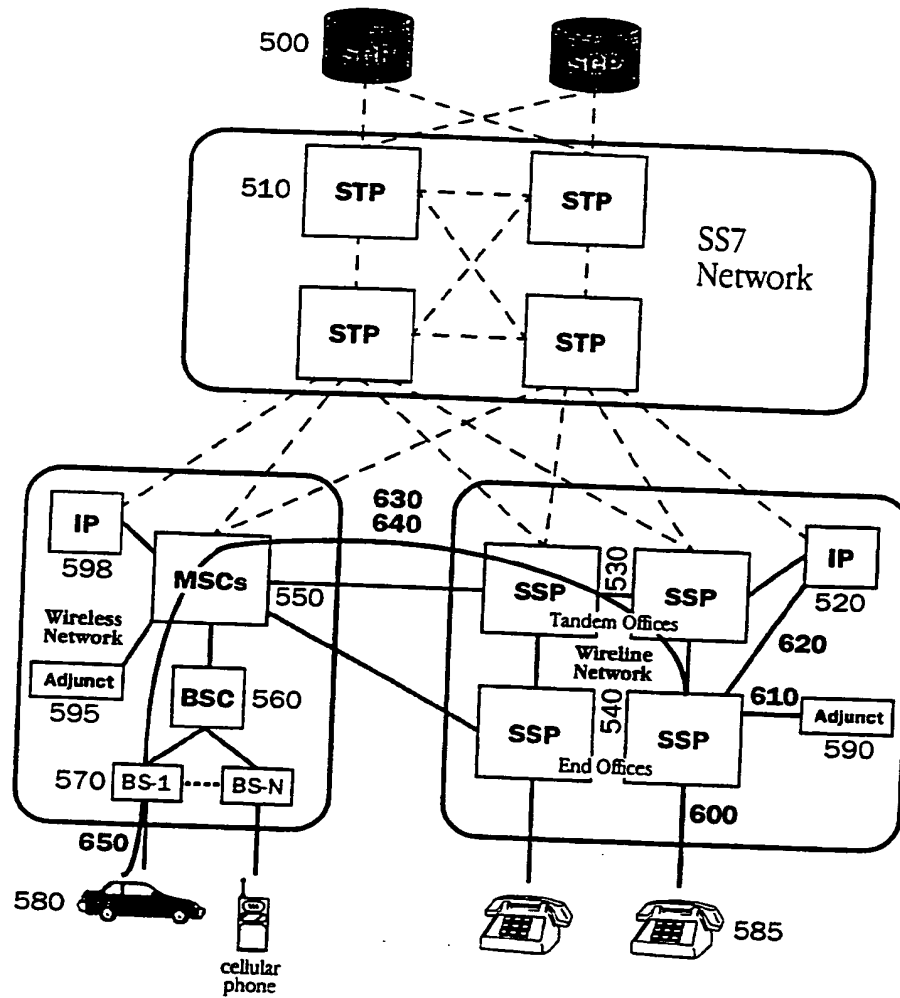 500
SCP
SCP
510
STP
STP
SS7
Network
STP
STP
630
640
IP
598
MSCs
550
Wireless
Network
Adjunct
595
BSC
560
570
BS-1
BS-N
650
580
cellular
phone
SSP
530
SSP
IP
520
Tandem Offices
Wireline
Network
620
540
SSP
SSP
610
Adjunct
590
End Offices
600
585